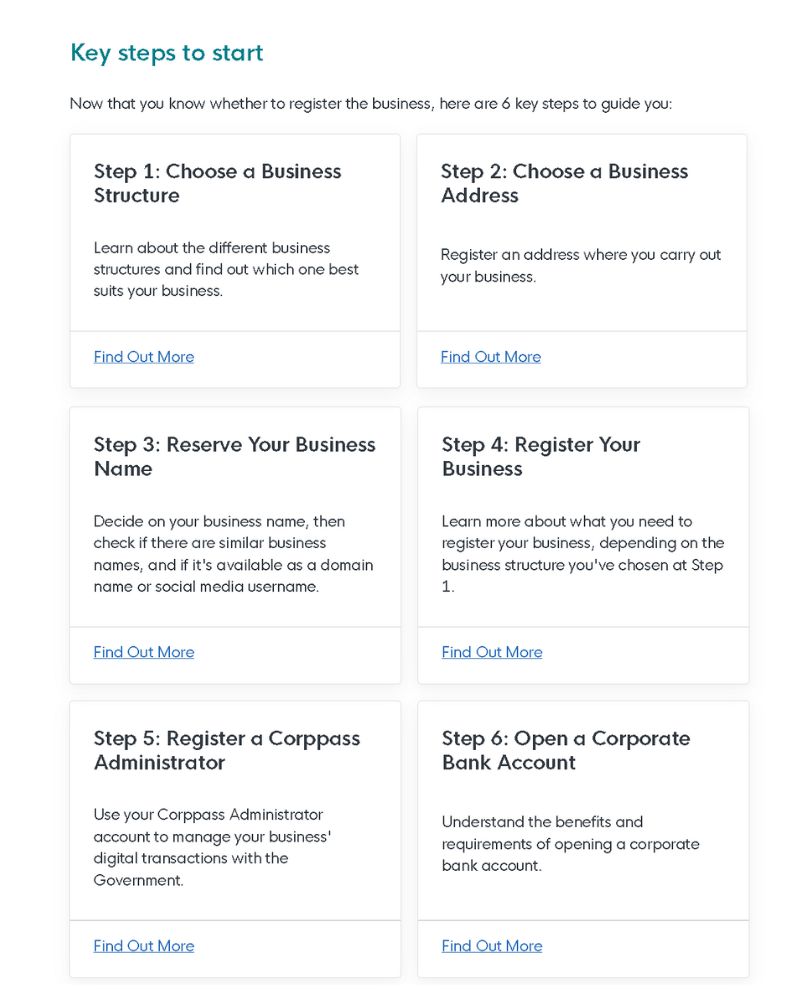 Key steps to start
Now that you know whether to register the business, here are 6 key steps to guide you:
Step 1: Choose a Business
Structure
Learn about the different business
structures and find out which one best
suits your business.
Find Out More
Step 2: Choose a Business
Address
Register an address where you carry out
your business.
Find Out More
Step 3: Reserve Your Business
Name
Decide on your business name, then
check if there are similar business
names, and if it's available as a domain
name or social media username.
Find Out More
Step 4: Register Your
Business
Learn more about what you need to
register your business, depending on the
business structure you've chosen at Step
1.
Find Out More
Step 5: Register a Corppass
Administrator
Use your Corppass Administrator
account to manage your business'
digital transactions with the
Government.
Find Out More
Step 6: Open a Corporate
Bank Account
Understand the benefits and
requirements of opening a corporate
bank account.
Find Out More